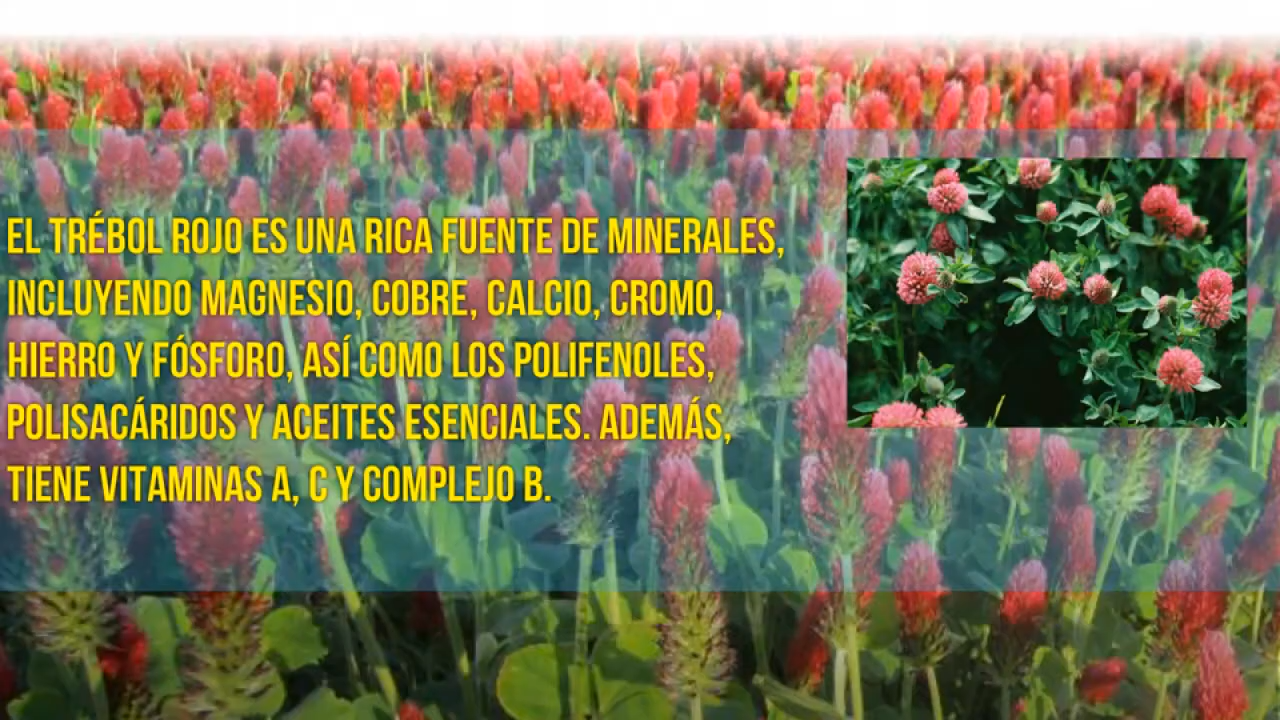 EL TRÉBOL ROJO ES UNA RICA FUENTE DE MINERALES,
INCLUYENDO MAGNESIO, COBRE, CALCIO, CROMO,
HIERRO Y FÓSFORO, ASÍ COMO LOS POLIFENOLES,
POLISACÁRIDOS Y ACEITES ESENCIALES. ADEMÁS,
TIENE VITAMINAS A, C Y COMPLEJO B.